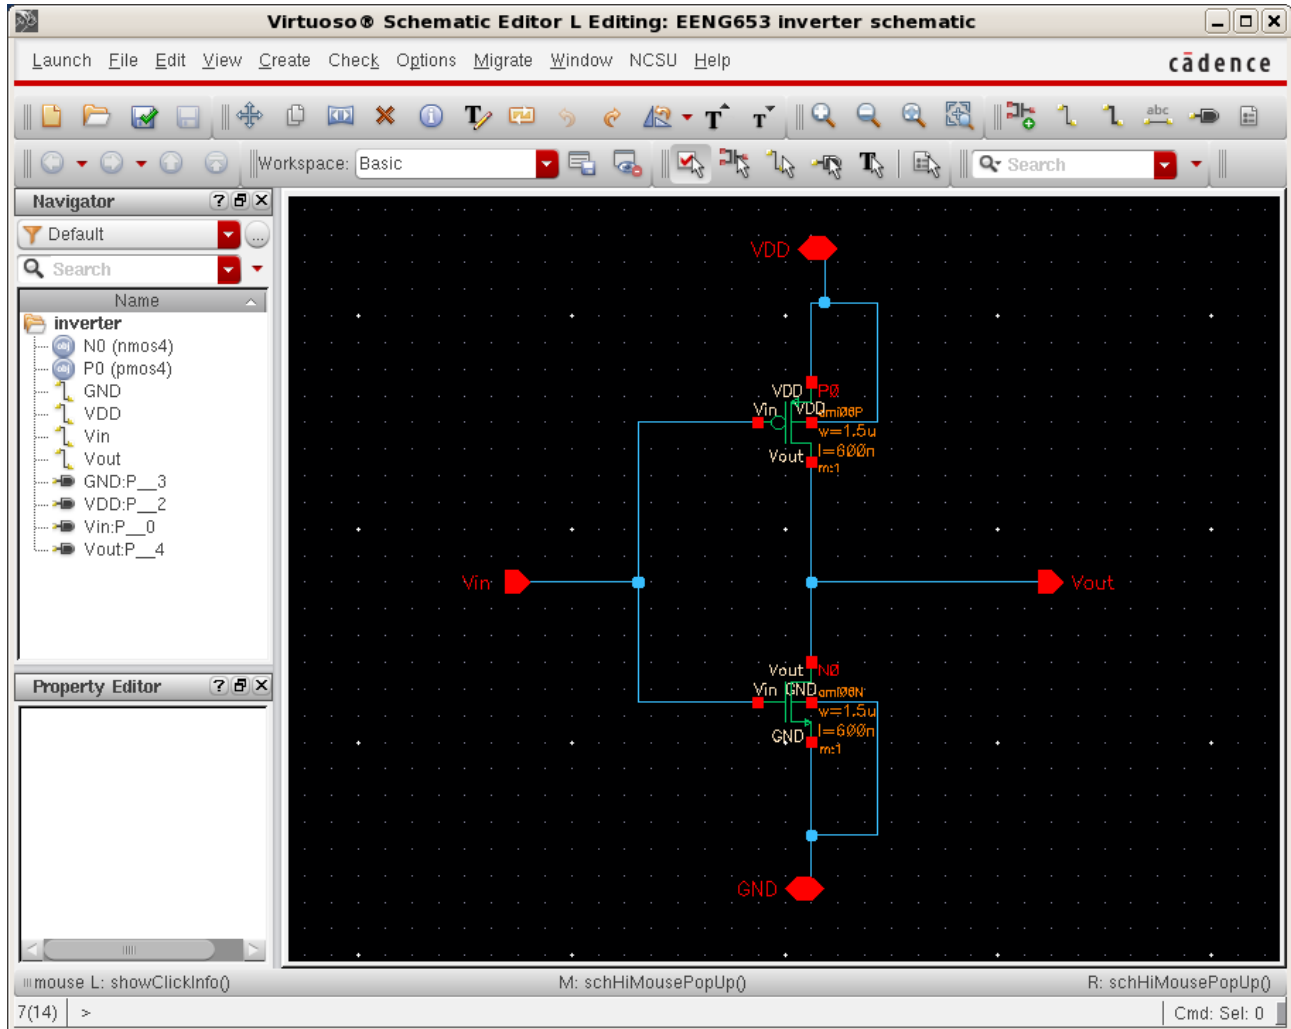 Virtuoso® Schematic Editor L Editing: EENG653 inverter schematic
Launch File Edit View Create Check Options Migrate Window NCSU Help
cādence
abc
Workspace: Basic
Search
Navigator
Default
Search
Name
inverter
N0 (nmos4)
P0 (pmos4)
GND
VDD
Vin
Vout
GND:P__3
VDD:P__2
Vin:P__0
Vout:P__4
Property Editor
VDD
VDD P0
Vin VDD ami06P
w=1.5u
Vout l=600n
m:1
Vin
Vout
Vout N0
Vin GND ami06N
w=1.5u
GND l=600n
m:1
GND
mouse L: showClickInfo() M: schHiMousePopUp() R: schHiMousePopUp()
7(14) > Cmd: Sel: 0